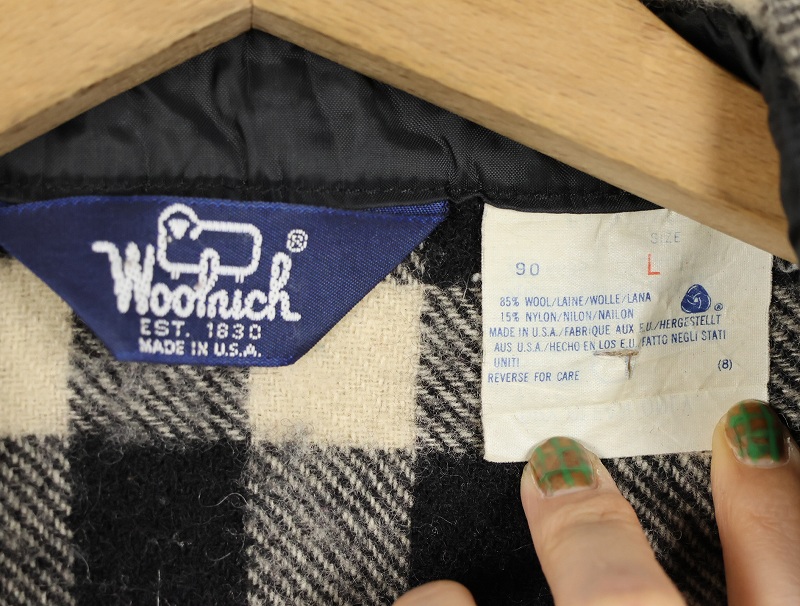 Woolrich
®
EST. 1830
MADE IN U.S.A.
SIZE
90 L
85% WOOL/LAINE/WOLLE/LANA
15% NYLON/NILON/NAILON
®
MADE IN U.S.A./FABRIQUE AUX E.U./HERGESTELLT
AUS U.S.A./HECHO EN LOS E.U./FATTO NEGLI STATI
UNITI (8)
REVERSE FOR CARE